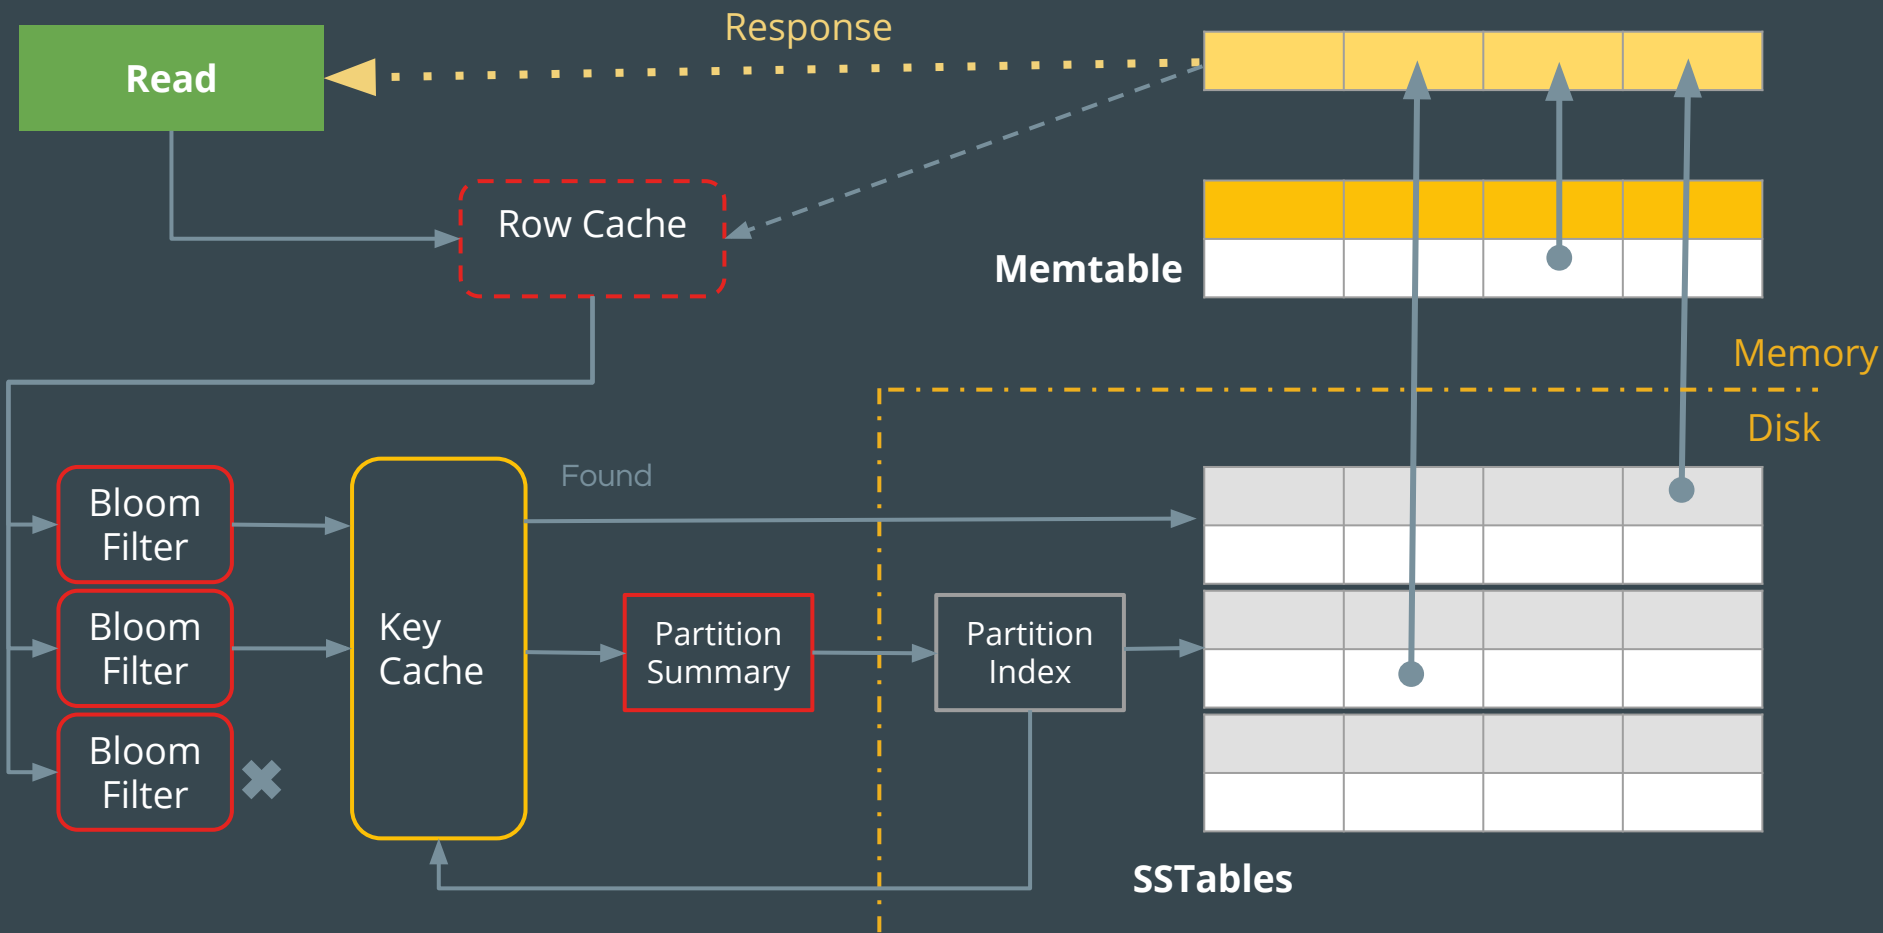 Response
Read
Row Cache
Memtable
Memory
Disk
Found
Bloom
Filter
Bloom
Filter
Bloom
Filter
Key
Cache
Partition
Summary
Partition
Index
SSTables